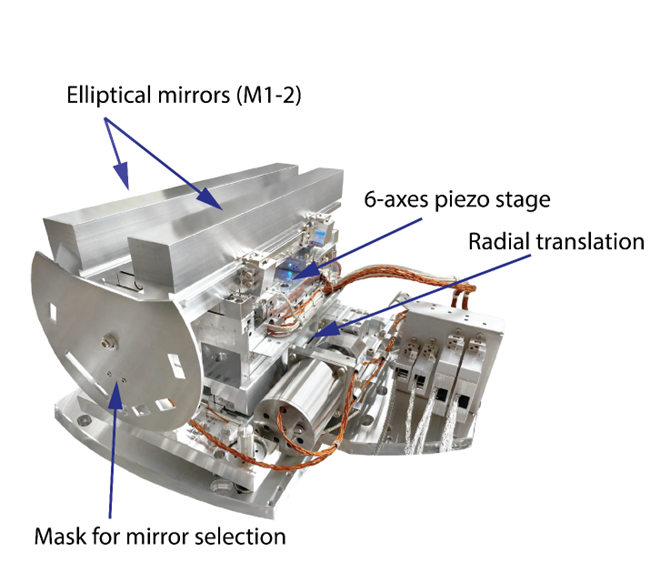 Elliptical mirrors (M1-2)
6-axes piezo stage
Radial translation
Mask for mirror selection